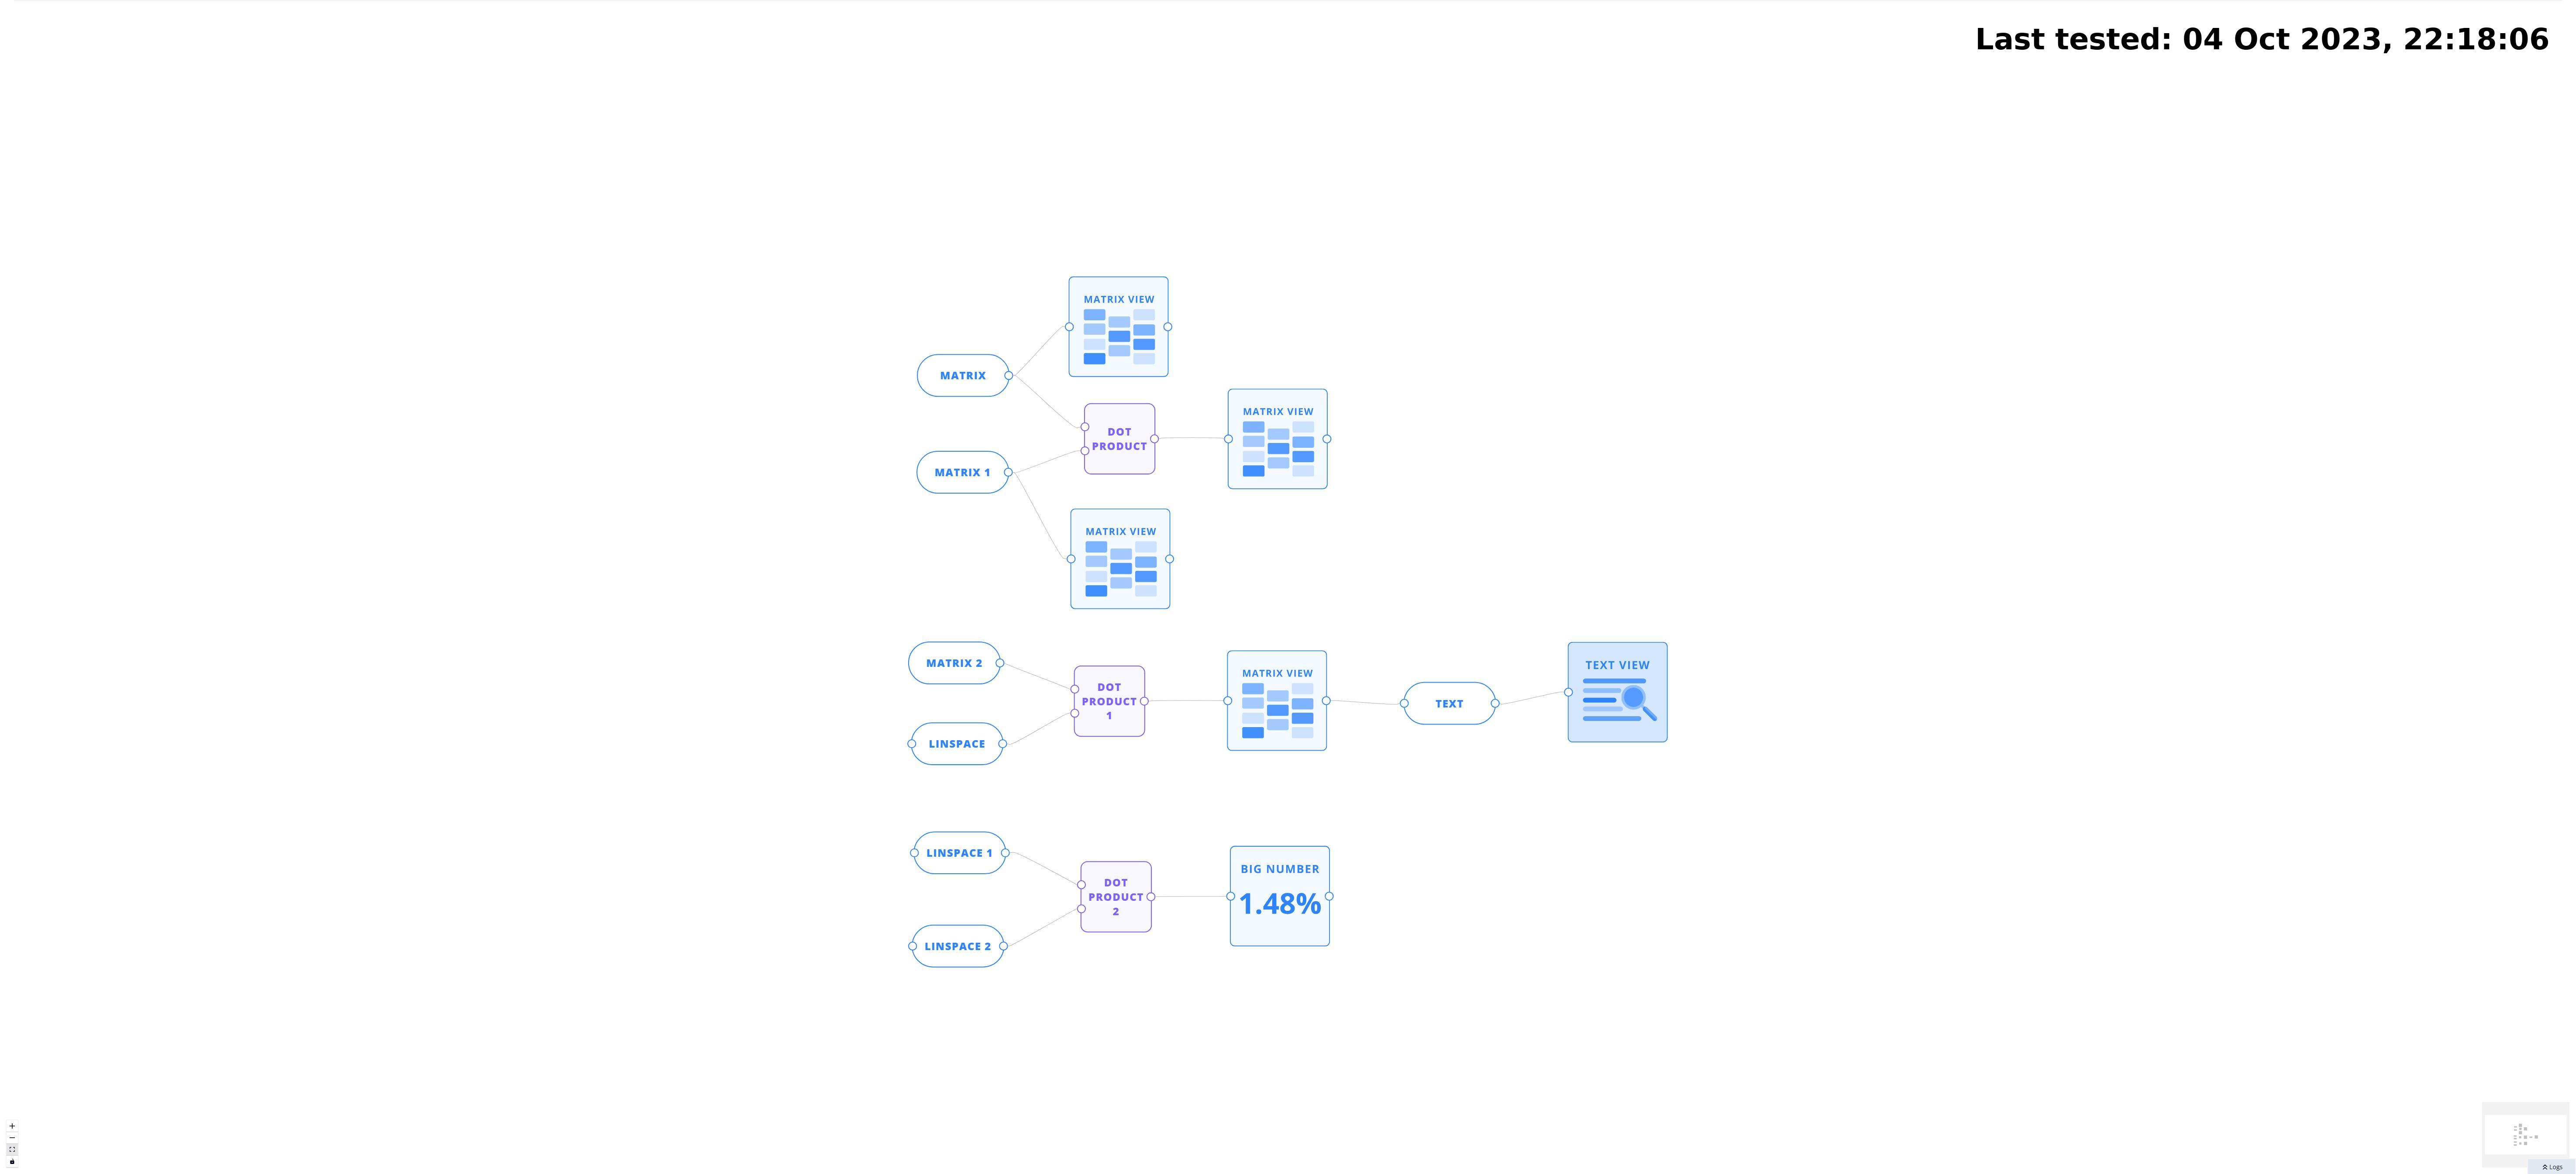 Last tested: 04 Oct 2023, 22:18:06
MATRIX VIEW
MATRIX
DOT
PRODUCT
MATRIX VIEW
MATRIX 1
MATRIX VIEW
MATRIX 2
DOT
PRODUCT
1
LINSPACE
MATRIX VIEW
TEXT
TEXT VIEW
LINSPACE 1
DOT
PRODUCT
2
LINSPACE 2
BIG NUMBER
1.48%
Logs